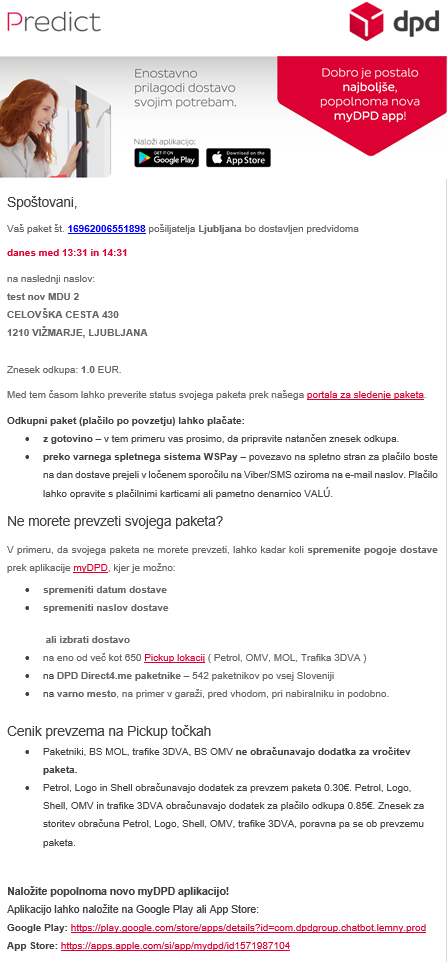 Predict
dpd
Enostavno
prilagodi dostavo
svojim potrebam.
Dobro je postalo
najboljše,
popolnoma nova
myDPD app!
Naloži aplikacijo:
GET IT ON
Google Play
Download on the
App Store
Spoštovani,
Vaš paket št. 16962006551898 pošiljatelja Ljubljana bo dostavljen predvidoma
danes med 13:31 in 14:31
na naslednji naslov:
test nov MDU 2
CELOVŠKA CESTA 430
1210 VIŽMARJE, LJUBLJANA
Znesek odkupa: 1.0 EUR.
Med tem časom lahko preverite status svojega paketa prek našega portala za sledenje paketa.
Odkupni paket (plačilo po povzetju) lahko plačate:
• z gotovino – v tem primeru vas prosimo, da pripravite natančen znesek odkupa.
• preko varnega spletnega sistema WSPay – povezavo na spletno stran za plačilo boste
na dan dostave prejeli v ločenem sporočilu na Viber/SMS oziroma na e-mail naslov. Plačilo
lahko opravite s plačilnimi karticami ali pametno denarnico VALÚ.
Ne morete prevzeti svojega paketa?
V primeru, da svojega paketa ne morete prevzeti, lahko kadar koli spremenite pogoje dostave
prek aplikacije myDPD, kjer je možno:
• spremeniti datum dostave
• spremeniti naslov dostave
ali izbrati dostavo
• na eno od več kot 650 Pickup lokacij ( Petrol, OMV, MOL, Trafika 3DVA )
• na DPD Direct4.me paketnike – 542 paketnikov po vsej Sloveniji
• na varno mesto, na primer v garaži, pred vhodom, pri nabiralniku in podobno.
Cenik prevzema na Pickup točkah
• Paketniki, BS MOL, trafike 3DVA, BS OMV ne obračunavajo dodatka za vročitev
paketa.
• Petrol, Logo in Shell obračunavajo dodatek za prevzem paketa 0.30€. Petrol, Logo,
Shell, OMV in trafike 3DVA obračunavajo dodatek za plačilo odkupa 0.85€. Znesek za
storitev obračuna Petrol, Logo, Shell, OMV, trafike 3DVA, poravna pa se ob prevzemu
paketa.
Naložite popolnoma novo myDPD aplikacijo!
Aplikacijo lahko naložite na Google Play ali App Store:
Google Play: https://play.google.com/store/apps/details?id=com.dpdgroup.chatbot.lemny.prod
App Store: https://apps.apple.com/si/app/mydpd/id1571987104